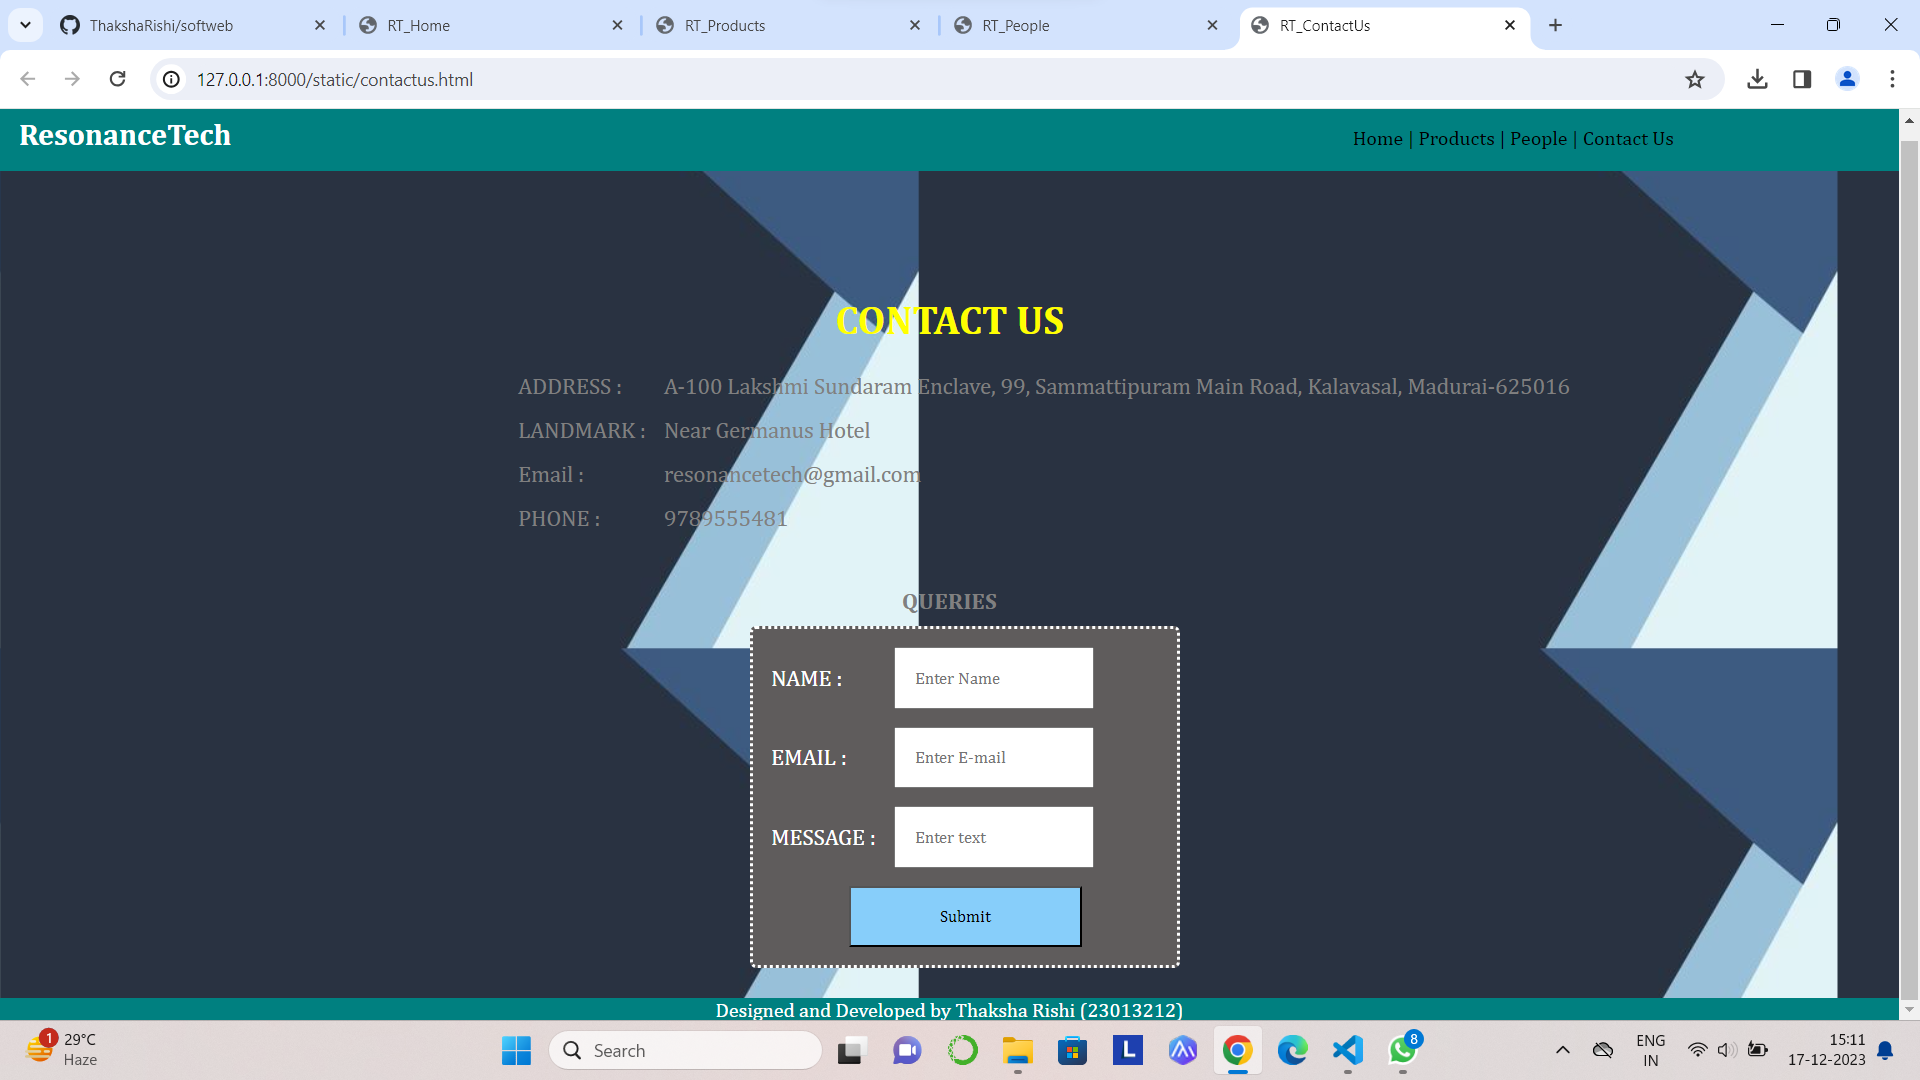 ThakshaRishi/softweb
RT_Home
RT_Products
RT_People
RT_ContactUs
127.0.0.1:8000/static/contactus.html
ResonanceTech
Home | Products | People | Contact Us
CONTACT US
ADDRESS : A-100 Lakshmi Sundaram Enclave, 99, Sammattipuram Main Road, Kalavasal, Madurai-625016
LANDMARK : Near Germanus Hotel
Email : resonancetech@gmail.com
PHONE : 9789555481
QUERIES
NAME : Enter Name
EMAIL : Enter E-mail
MESSAGE : Enter text
Submit
Designed and Developed by Thaksha Rishi (23013212)
1
29°C
Haze
Search
L
8
ENG
IN
15:11
17-12-2023